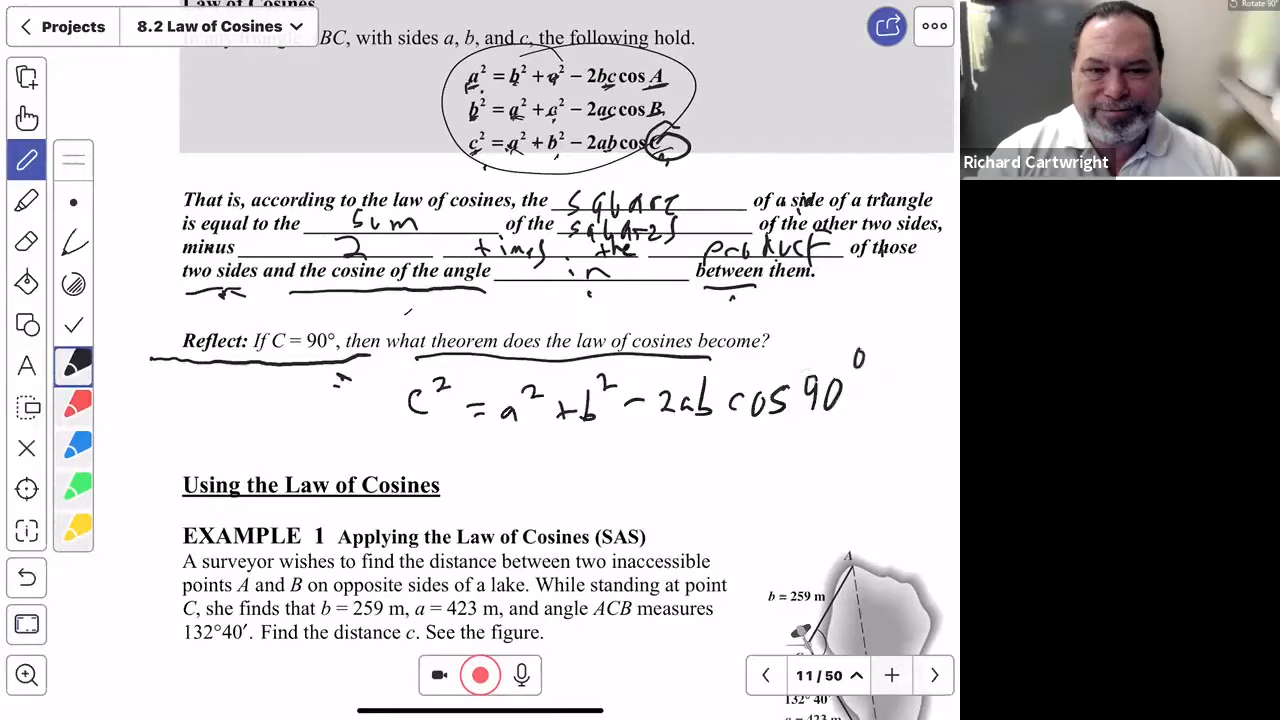 Law of Cosines
Projects
8.2 Law of Cosines
Rotate 90°
ABC, with sides a, b, and c, the following hold.
a² = b² + c² − 2bc cos A
b² = a² + c² − 2ac cos B
c² = a² + b² − 2ab cos C
Richard Cartwright
That is, according to the law of cosines, the square of a side of a triangle
is equal to the sum of the squares of the other two sides,
minus 2 times the product of those
two sides and the cosine of the angle in between them.
Reflect: If C = 90°, then what theorem does the law of cosines become?
c² = a² + b² − 2ab cos 90°
Using the Law of Cosines
EXAMPLE 1 Applying the Law of Cosines (SAS)
A surveyor wishes to find the distance between two inaccessible
points A and B on opposite sides of a lake. While standing at point
C, she finds that b = 259 m, a = 423 m, and angle ACB measures
132°40′. Find the distance c. See the figure.
A
b = 259 m
11 / 50
132° 40′
a = 423 m